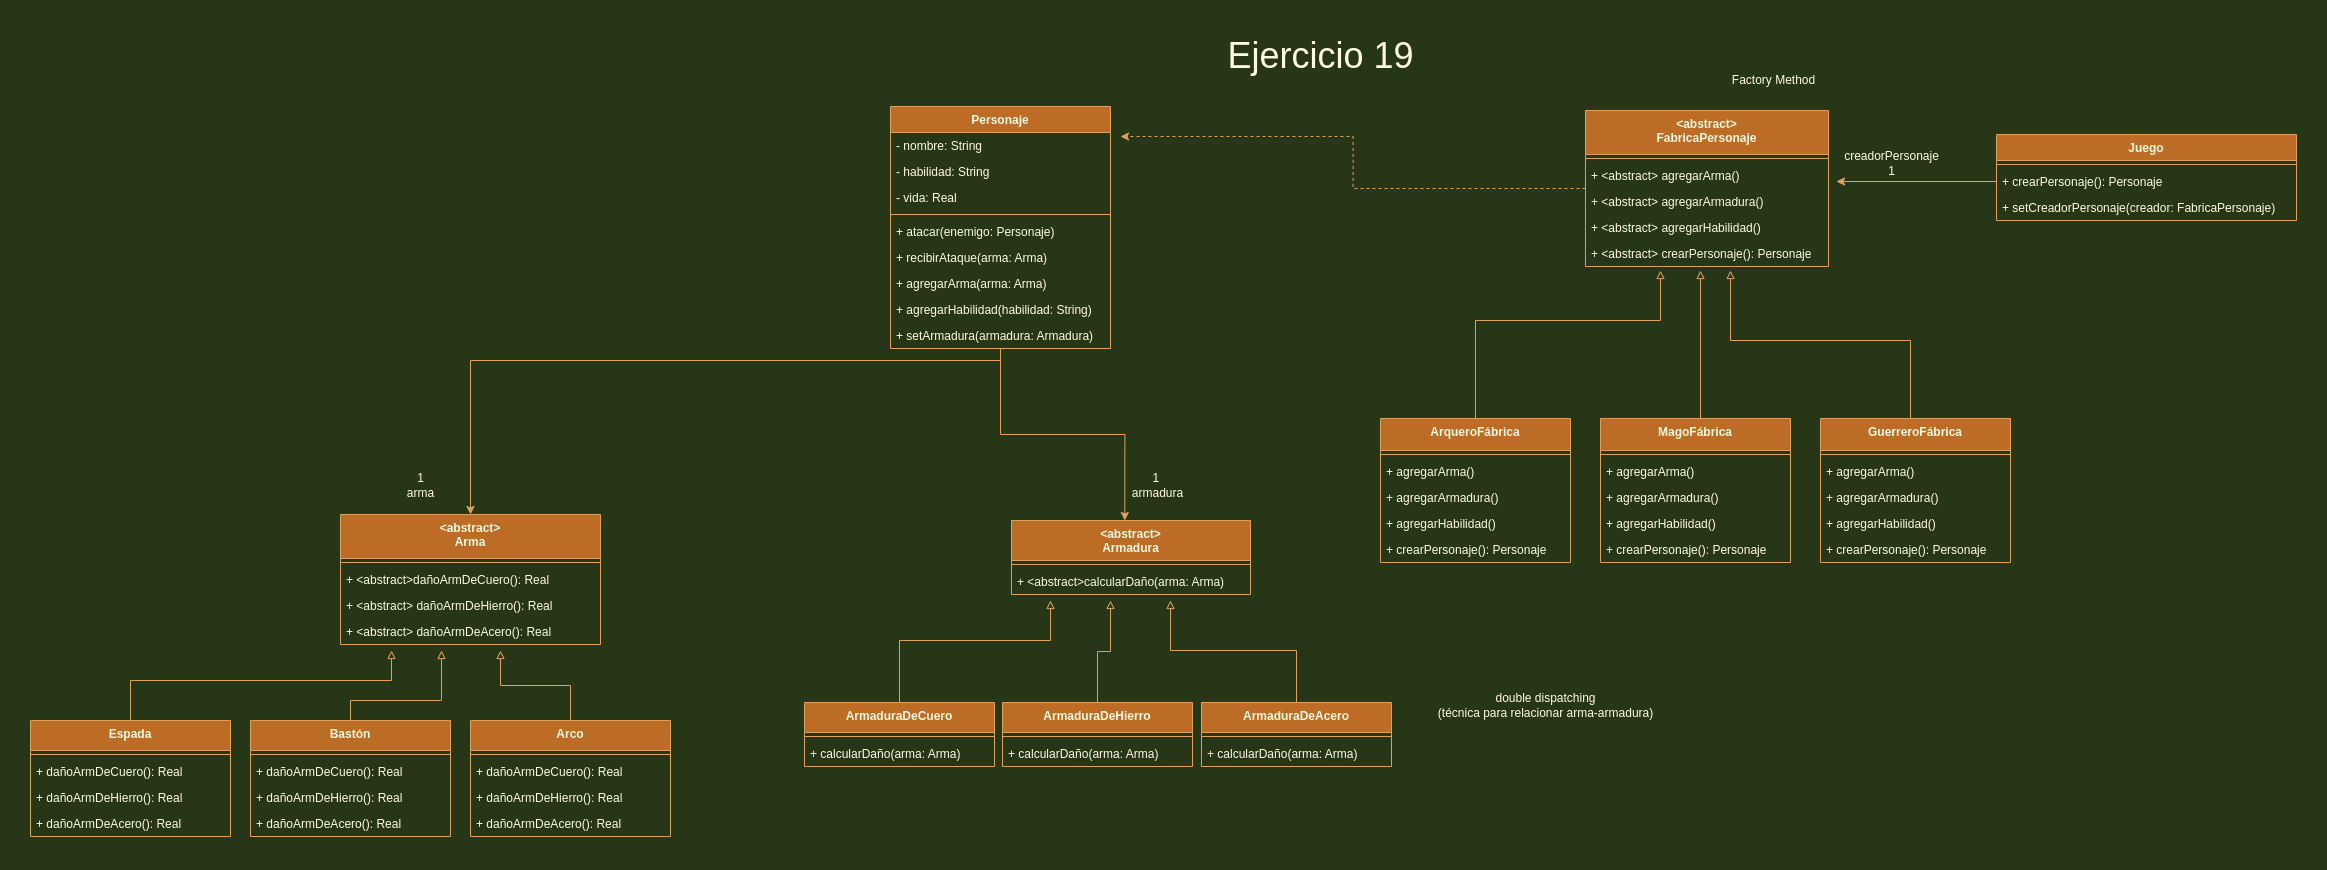 Ejercicio 19
Factory Method
Personaje
- nombre: String
- habilidad: String
- vida: Real
+ atacar(enemigo: Personaje)
+ recibirAtaque(arma: Arma)
+ agregarArma(arma: Arma)
+ agregarHabilidad(habilidad: String)
+ setArmadura(armadura: Armadura)
<abstract>
FabricaPersonaje
+ <abstract> agregarArma()
+ <abstract> agregarArmadura()
+ <abstract> agregarHabilidad()
+ <abstract> crearPersonaje(): Personaje
creadorPersonaje
1
Juego
+ crearPersonaje(): Personaje
+ setCreadorPersonaje(creador: FabricaPersonaje)
ArqueroFábrica
+ agregarArma()
+ agregarArmadura()
+ agregarHabilidad()
+ crearPersonaje(): Personaje
MagoFábrica
+ agregarArma()
+ agregarArmadura()
+ agregarHabilidad()
+ crearPersonaje(): Personaje
GuerreroFábrica
+ agregarArma()
+ agregarArmadura()
+ agregarHabilidad()
+ crearPersonaje(): Personaje
1
arma
<abstract>
Arma
+ <abstract>dañoArmDeCuero(): Real
+ <abstract> dañoArmDeHierro(): Real
+ <abstract> dañoArmDeAcero(): Real
1
armadura
<abstract>
Armadura
+ <abstract>calcularDaño(arma: Arma)
Espada
+ dañoArmDeCuero(): Real
+ dañoArmDeHierro(): Real
+ dañoArmDeAcero(): Real
Bastón
+ dañoArmDeCuero(): Real
+ dañoArmDeHierro(): Real
+ dañoArmDeAcero(): Real
Arco
+ dañoArmDeCuero(): Real
+ dañoArmDeHierro(): Real
+ dañoArmDeAcero(): Real
ArmaduraDeCuero
+ calcularDaño(arma: Arma)
ArmaduraDeHierro
+ calcularDaño(arma: Arma)
ArmaduraDeAcero
+ calcularDaño(arma: Arma)
double dispatching
(técnica para relacionar arma-armadura)